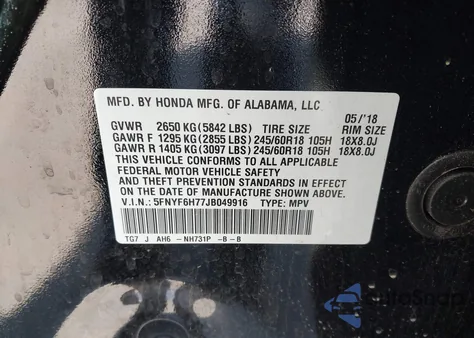 MFD. BY HONDA MFG. OF ALABAMA, LLC 05/'18
GVWR 2650 KG(5842 LBS) TIRE SIZE RIM SIZE
GAWR F 1295 KG(2855 LBS)245/60R18 105H 18X8.0J
GAWR R 1405 KG(3097 LBS)245/60R18 105H 18X8.0J
THIS VEHICLE CONFORMS TO ALL APPLICABLE
FEDERAL MOTOR VEHICLE SAFETY
AND THEFT PREVENTION STANDARDS IN EFFECT
ON THE DATE OF MANUFACTURE SHOWN ABOVE.
V.I.N.: 5FNYF6H77JB049916 TYPE: MPV
TG7 J AH6 -NH731P -B-B
AutoSnap